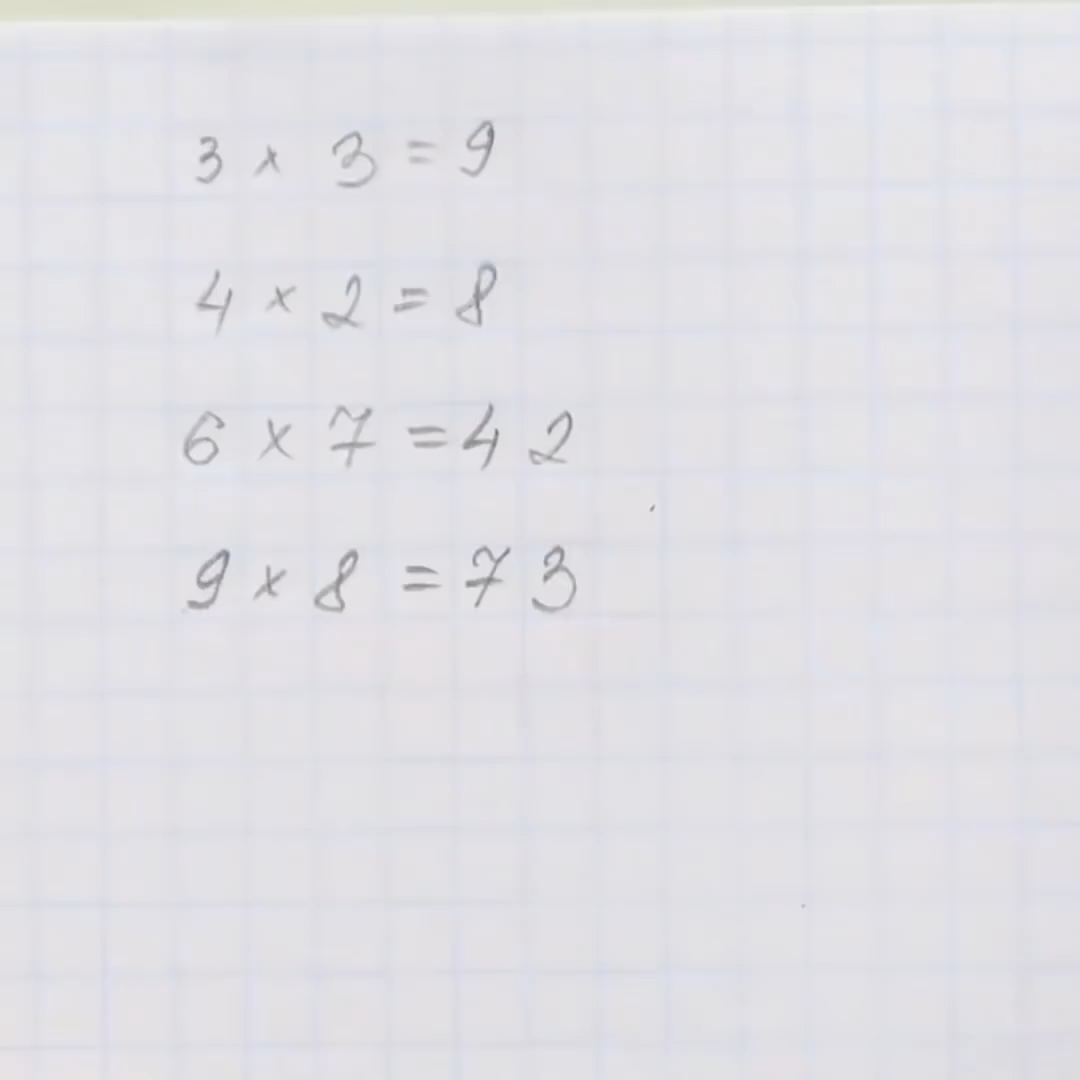 3 × 3 = 9
4 × 2 = 8
6 × 7 = 42
9 × 8 = 73